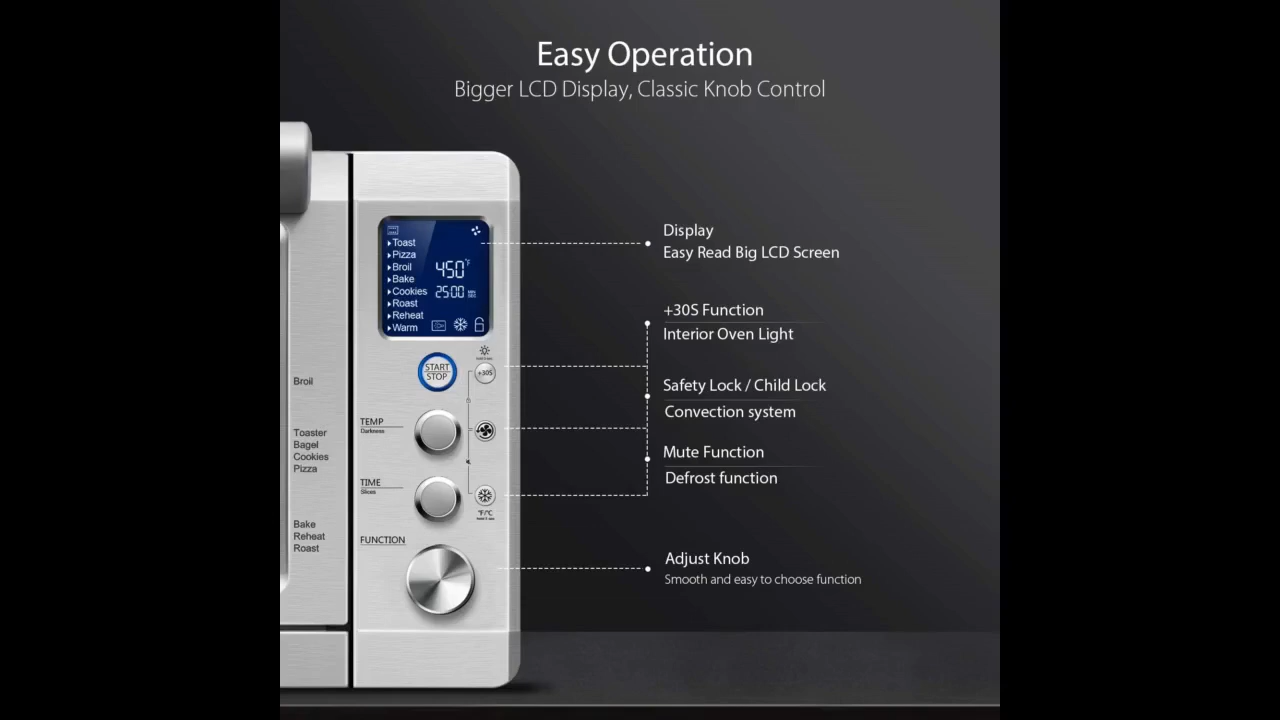 Easy Operation
Bigger LCD Display, Classic Knob Control
Toast
Pizza
Broil
Bake
Cookies
Roast
Reheat
Warm
450°F
25:00
START
STOP
+30S
TEMP
Darkness
TIME
Slices
°F/°C
FUNCTION
Broil
Toaster
Bagel
Cookies
Pizza
Bake
Reheat
Roast
Display
Easy Read Big LCD Screen
+30S Function
Interior Oven Light
Safety Lock / Child Lock
Convection system
Mute Function
Defrost function
Adjust Knob
Smooth and easy to choose function